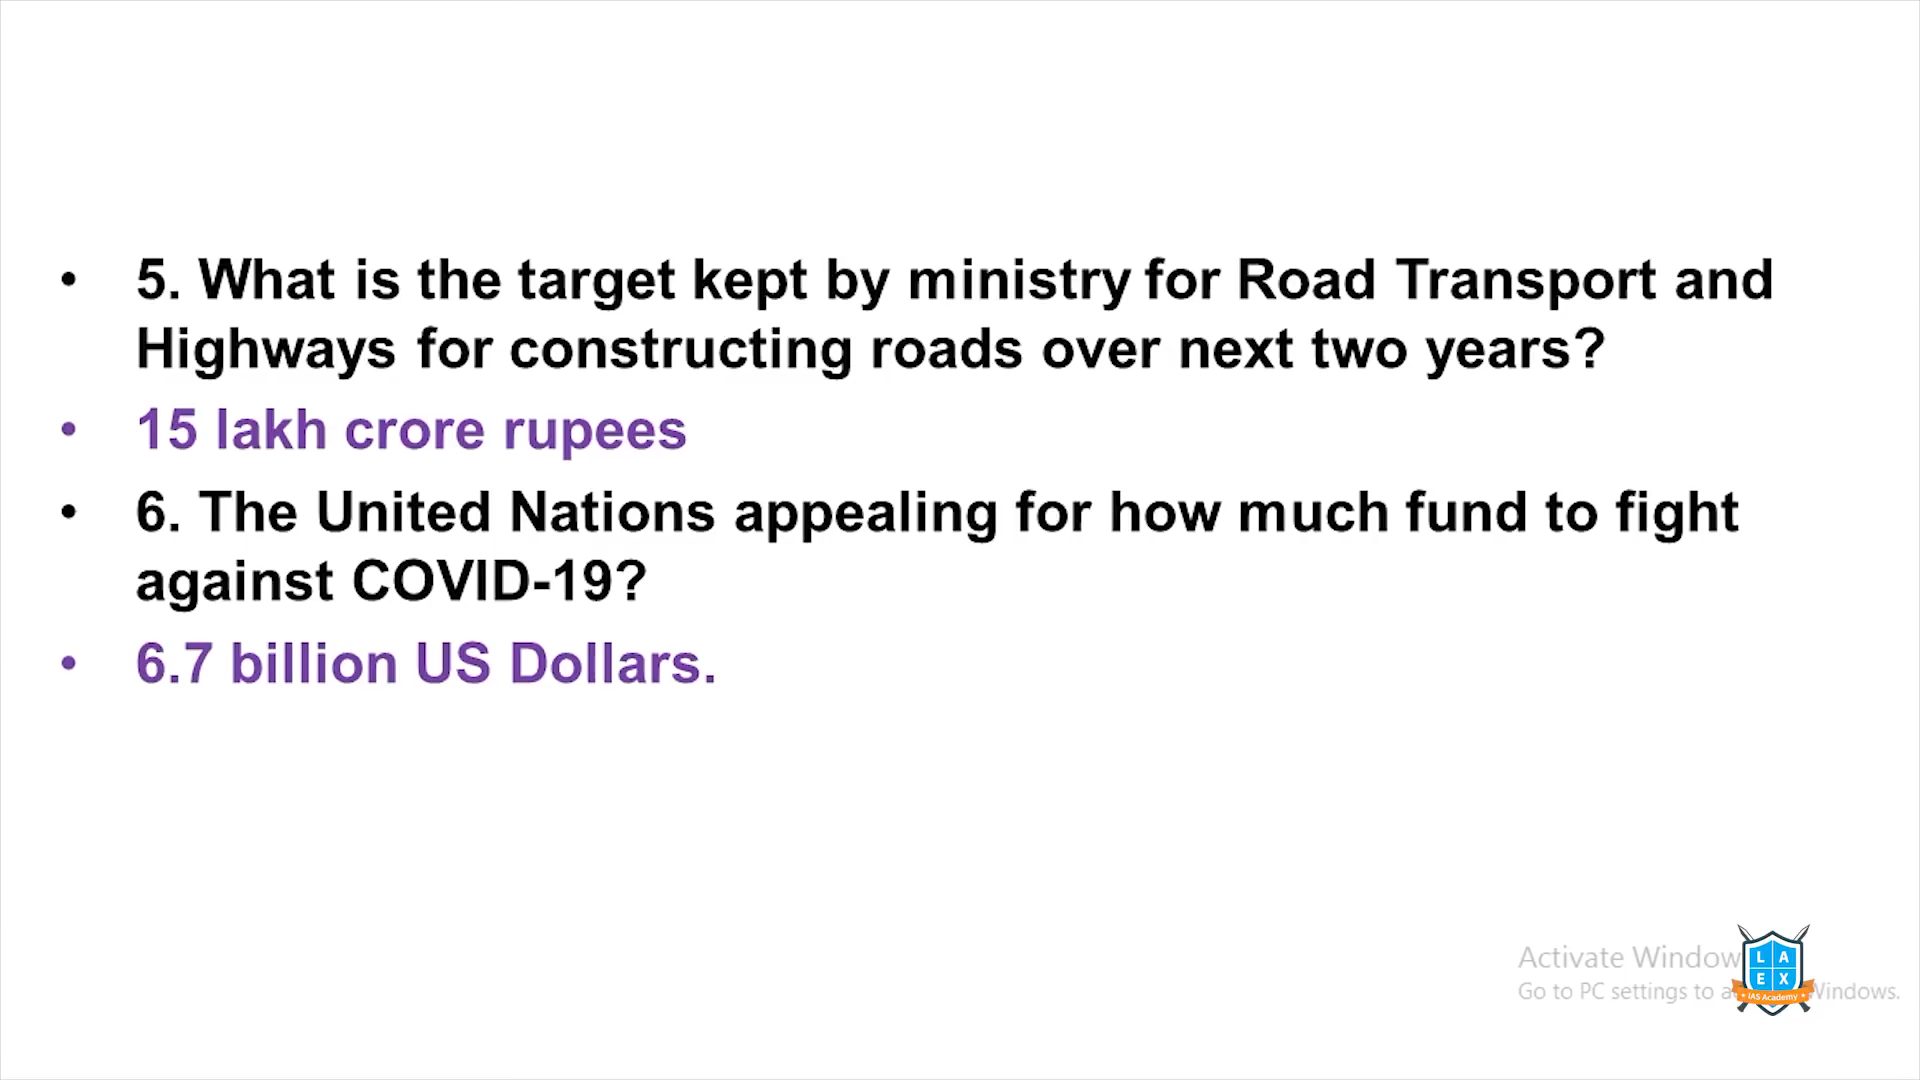 • 5. What is the target kept by ministry for Road Transport and
Highways for constructing roads over next two years?
• 15 lakh crore rupees
• 6. The United Nations appealing for how much fund to fight
against COVID-19?
• 6.7 billion US Dollars.
Activate Window
Go to PC settings to a Windows.
L A
E X
IAS Academy